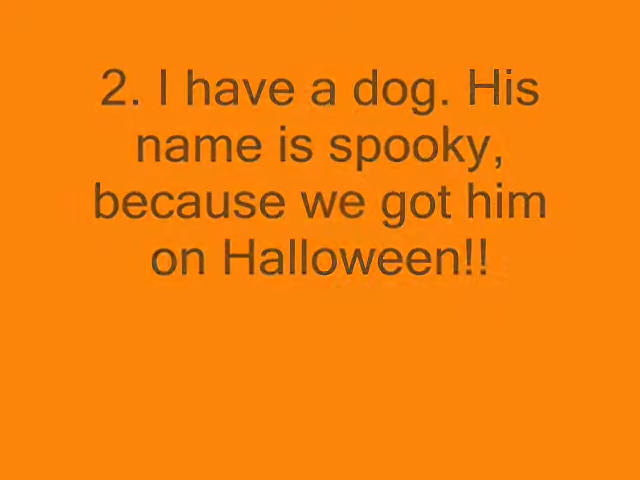 2. I have a dog. His
name is spooky,
because we got him
on Halloween!!